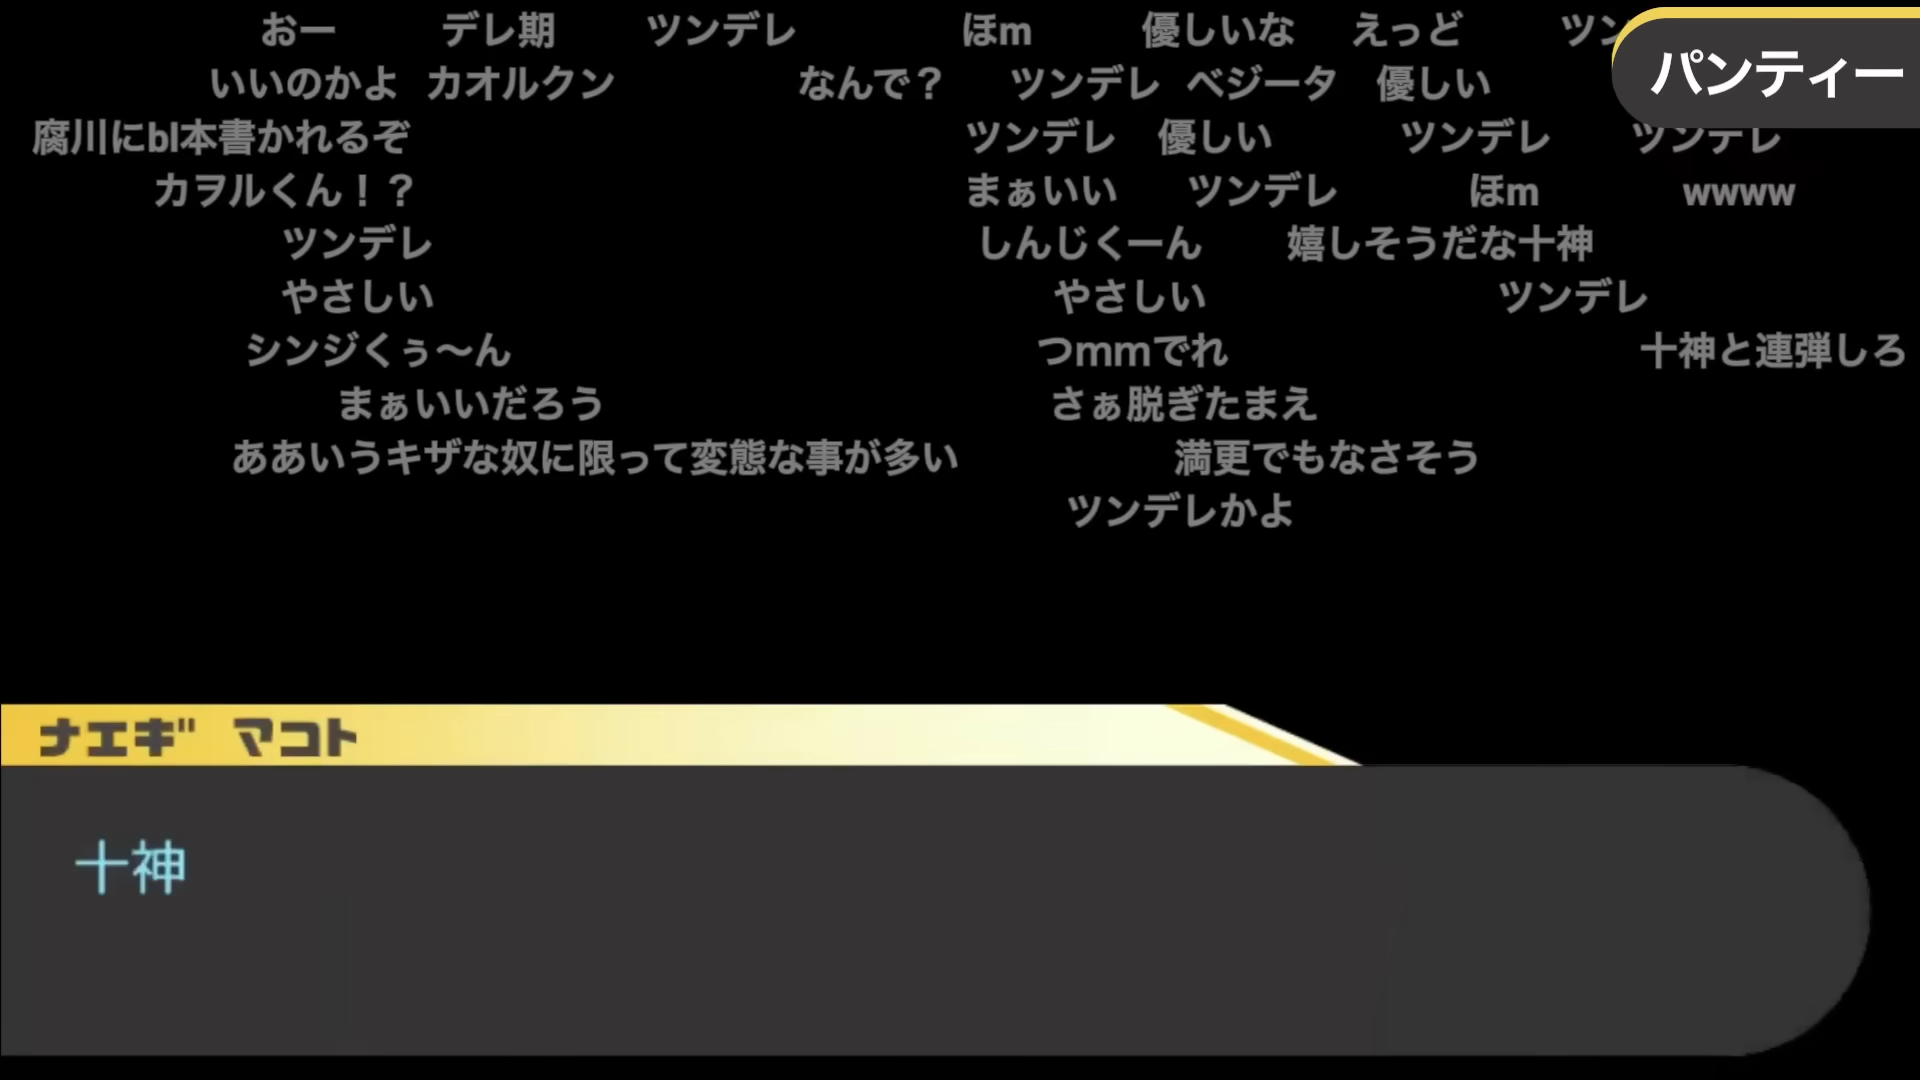 おー デレ期 ツンデレ ほm 優しいな えっど ツン
パンティー
いいのかよ カオルクン なんで？ ツンデレ ベジータ 優しい
腐川にbl本書かれるぞ ツンデレ 優しい ツンデレ ツンデレ
カヲルくん！？ まぁいい ツンデレ ほm wwww
ツンデレ しんじくーん 嬉しそうだな十神
やさしい やさしい ツンデレ
シンジくぅ〜ん つmmでれ 十神と連弾しろ
まぁいいだろう さぁ脱ぎたまえ
ああいうキザな奴に限って変態な事が多い 満更でもなさそう
ツンデレかよ
ナエギ マコト
十神